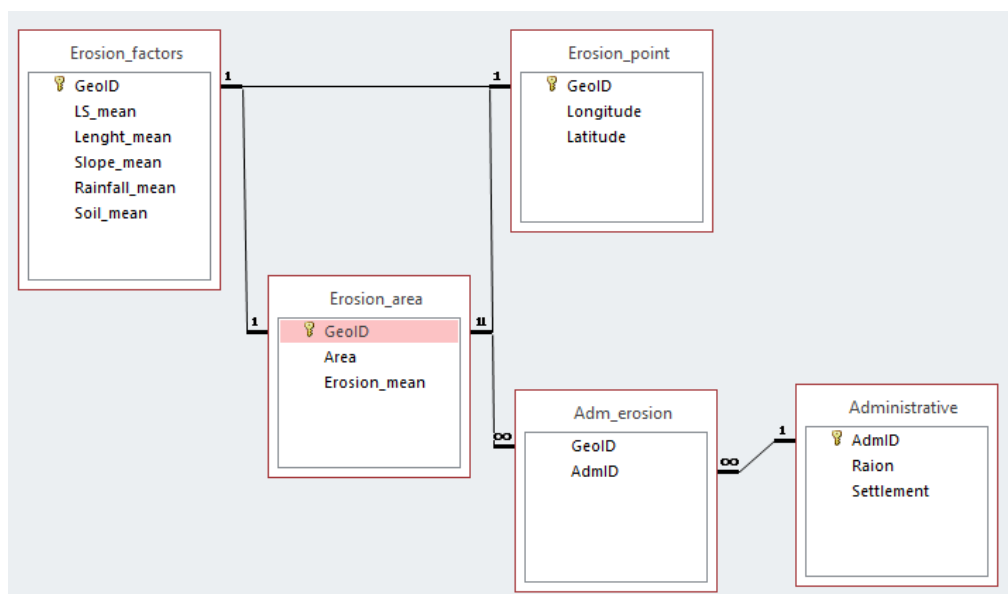 Erosion_factors
GeoID
LS_mean
Lenght_mean
Slope_mean
Rainfall_mean
Soil_mean
1
1
Erosion_point
GeoID
Longitude
Latitude
Erosion_area
GeoID
Area
Erosion_mean
1
11
∞
Adm_erosion
GeoID
AdmID
∞
1
Administrative
AdmID
Raion
Settlement